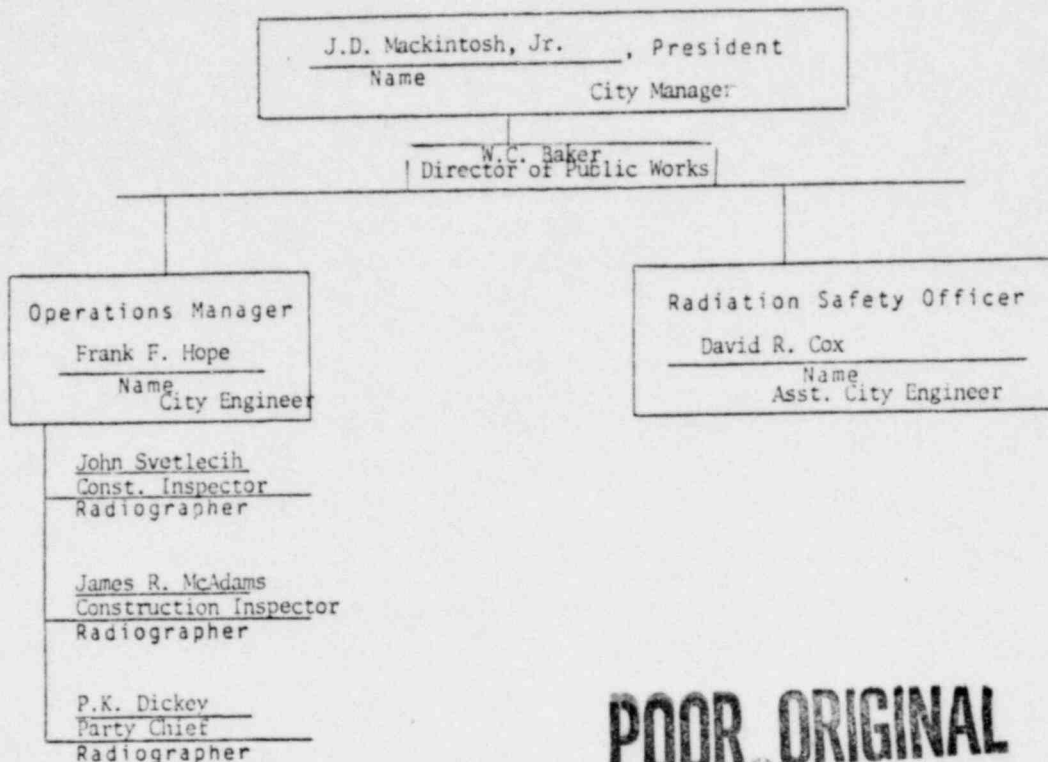 J.D. Mackintosh, Jr. , President
Name
City Manager
W.C. Baker
Director of Public Works
Operations Manager
Frank F. Hope
Name
City Engineer
Radiation Safety Officer
David R. Cox
Name
Asst. City Engineer
John Svetlecih
Const. Inspector
Radiographer
James R. McAdams
Construction Inspector
Radiographer
P.K. Dickey
Party Chief
Radiographer
POOR ORIGINAL